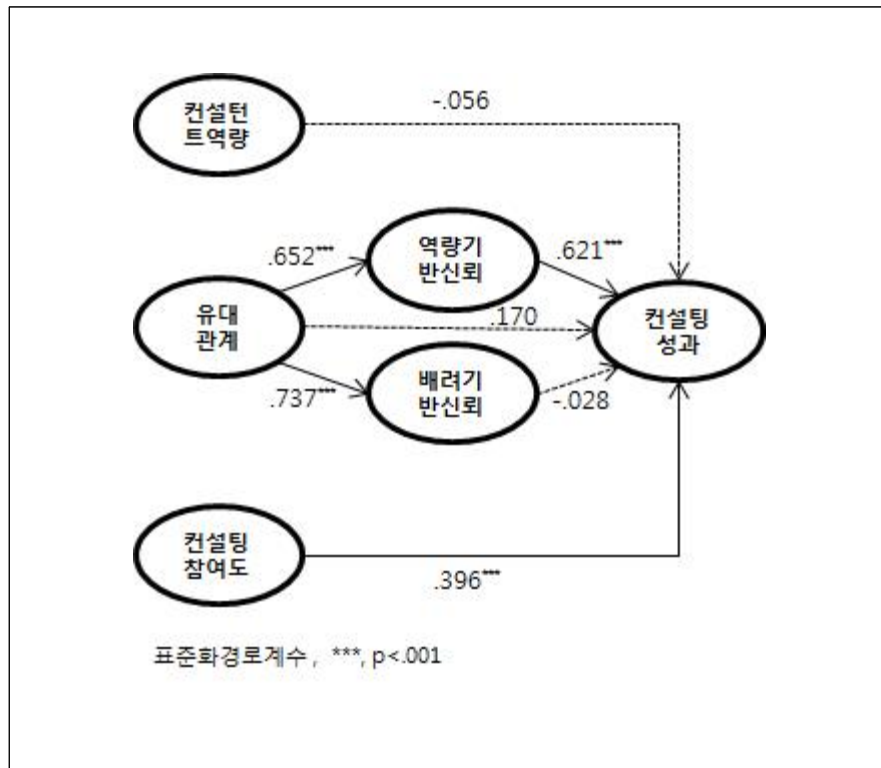 컨설턴
트역량
-.056
.652***
역량기
반신뢰
.621***
유대
관계
.170
컨설팅
성과
.737***
배려기
반신뢰
-.028
컨설팅
참여도
.396***
표준화경로계수 , ***, p<.001